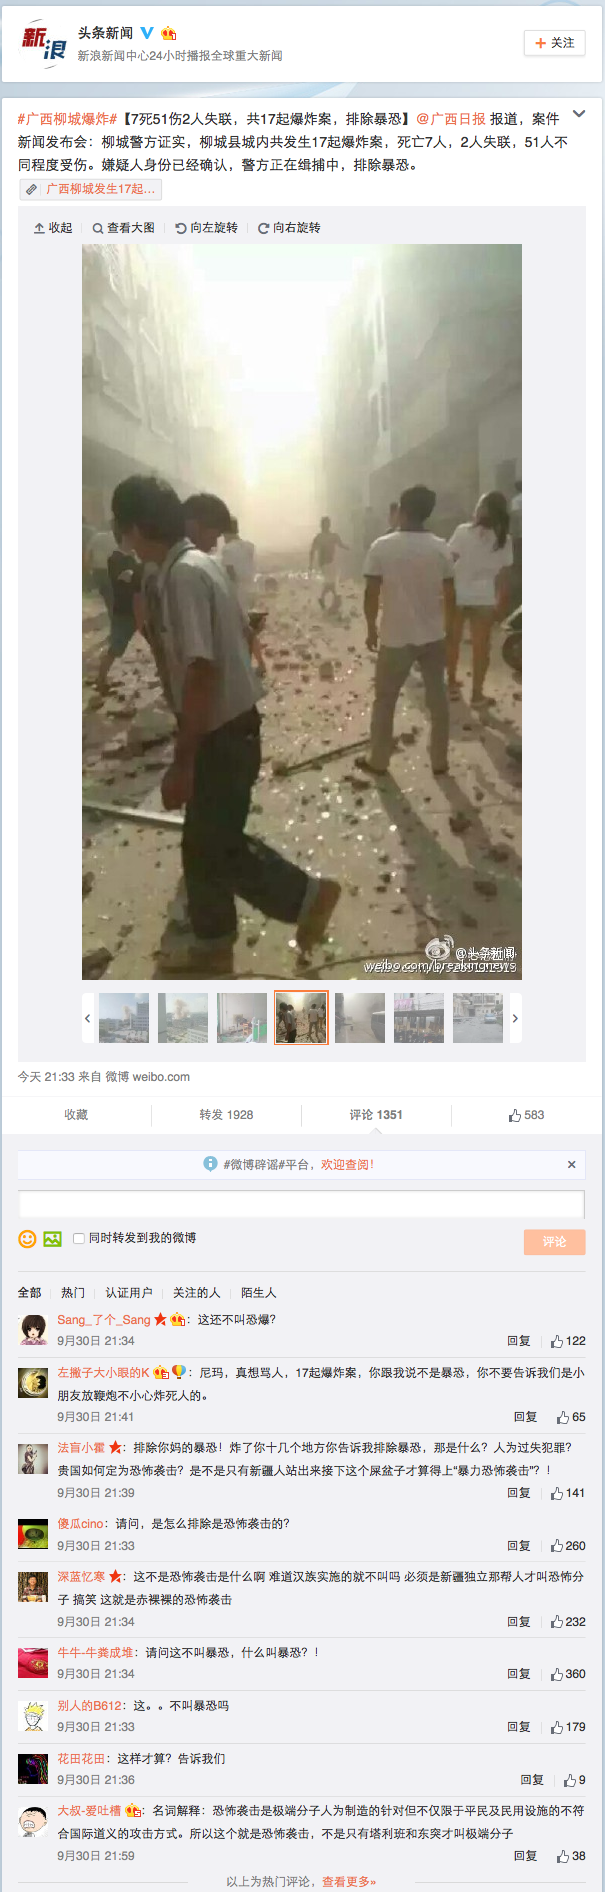 新浪
头条新闻
新浪新闻中心24小时播报全球重大新闻
+ 关注
#广西柳城爆炸#【7死51伤2人失联，共17起爆炸案，排除暴恐】@广西日报 报道，案件
新闻发布会：柳城警方证实，柳城县城内共发生17起爆炸案，死亡7人，2人失联，51人不
同程度受伤。嫌疑人身份已经确认，警方正在缉捕中，排除暴恐。
广西柳城发生17起...
收起 查看大图 向左旋转 向右旋转
@头条新闻
weibo.com/breakingnews
今天 21:33 来自 微博 weibo.com
收藏 转发 1928 评论 1351 583
#微博辟谣#平台，欢迎查阅！
同时转发到我的微博 评论
全部 热门 认证用户 关注的人 陌生人
Sang_了个_Sang：这还不叫恐爆？
9月30日 21:34 回复 122
左撇子大小眼的K：尼玛，真想骂人，17起爆炸案，你跟我说不是暴恐，你不要告诉我们是小
朋友放鞭炮不小心炸死人的。
9月30日 21:41 回复 65
法盲小霍：排除你妈的暴恐！炸了你十几个地方你告诉我排除暴恐，那是什么？人为过失犯罪？
贵国如何定为恐怖袭击？是不是只有新疆人站出来接下这个屎盆子才算得上“暴力恐怖袭击”？！
9月30日 21:39 回复 141
傻瓜cino：请问，是怎么排除是恐怖袭击的？
9月30日 21:33 回复 260
深蓝忆寒：这不是恐怖袭击是什么啊 难道汉族实施的就不叫吗 必须是新疆独立那帮人才叫恐怖分
子 搞笑 这就是赤裸裸的恐怖袭击
9月30日 21:34 回复 232
牛牛-牛粪成堆：请问这不叫暴恐，什么叫暴恐？！
9月30日 21:34 回复 360
别人的B612：这。。不叫暴恐吗
9月30日 21:33 回复 179
花田花田：这样才算？告诉我们
9月30日 21:36 回复 9
大叔-爱吐槽：名词解释：恐怖袭击是极端分子人为制造的针对但不仅限于平民及民用设施的不符
合国际道义的攻击方式。所以这个就是恐怖袭击，不是只有塔利班和东突才叫极端分子
9月30日 21:59 回复 38
以上为热门评论，查看更多»